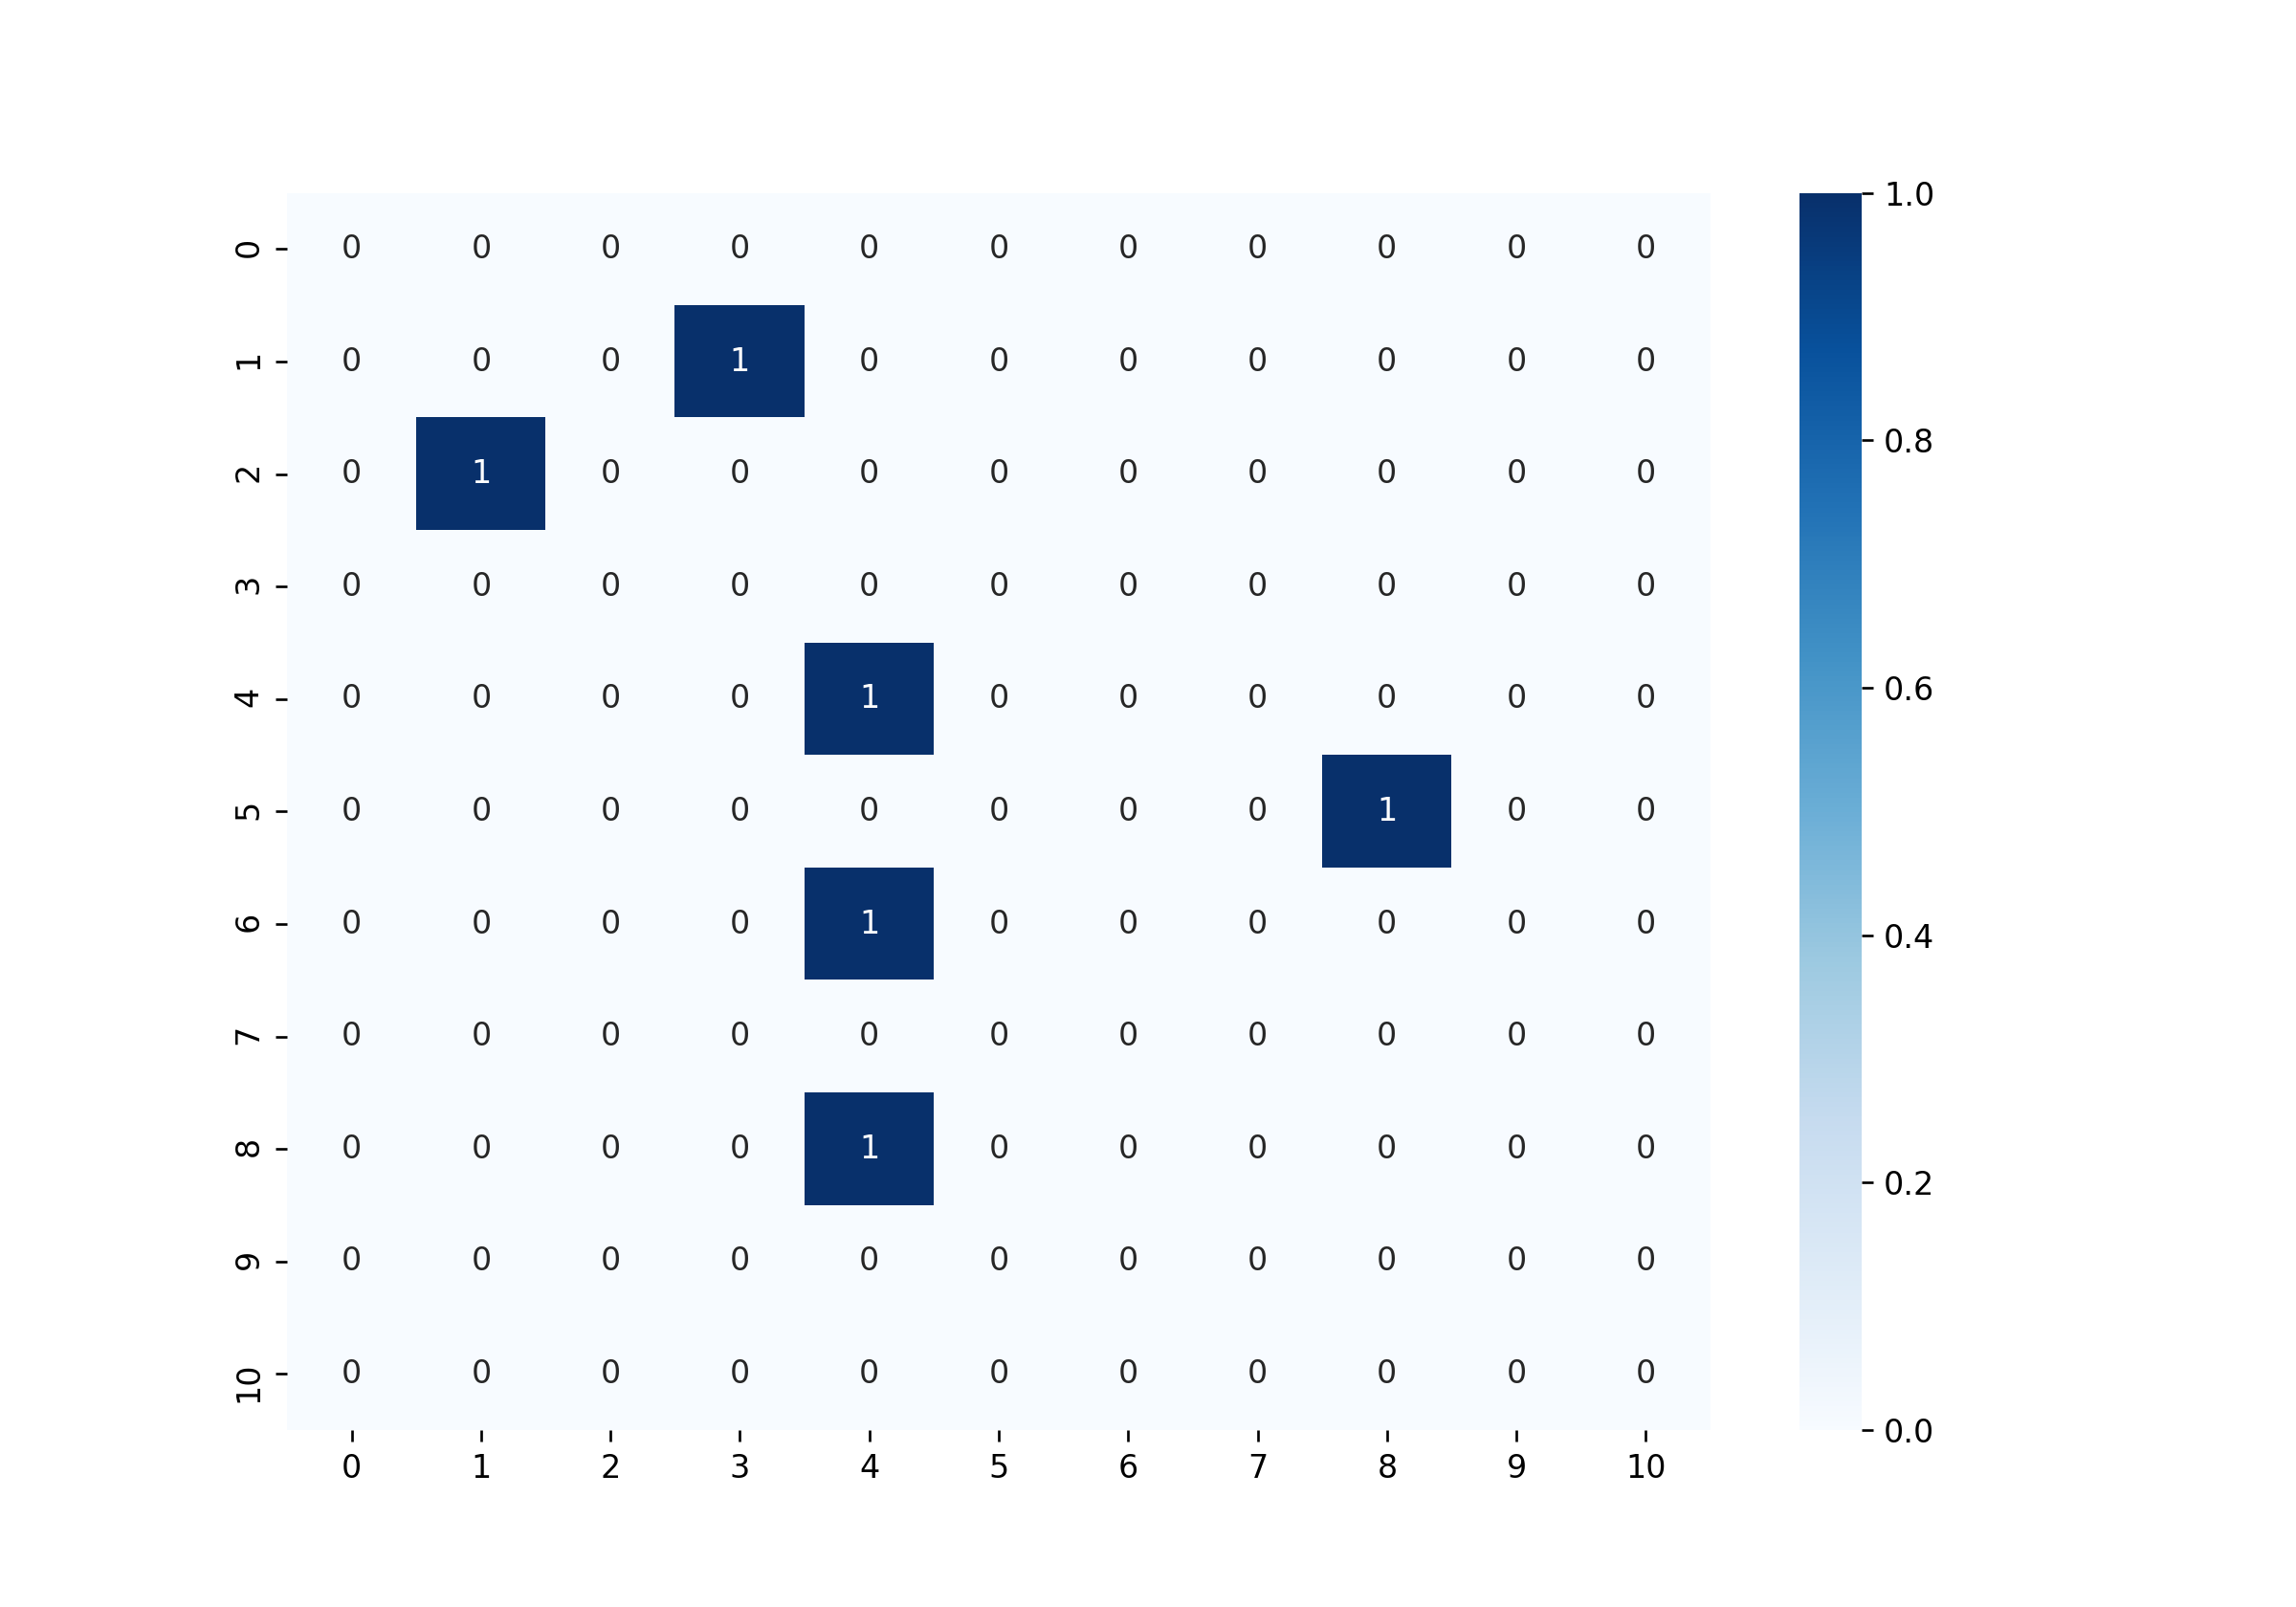 1.0
0 0 0 0 0 0 0 0 0 0 0 0
1 0 0 0 1 0 0 0 0 0 0 0
0.8
2 0 1 0 0 0 0 0 0 0 0 0
3 0 0 0 0 0 0 0 0 0 0 0
4 0 0 0 0 1 0 0 0 0 0 0
0.6
5 0 0 0 0 0 0 0 0 1 0 0
6 0 0 0 0 1 0 0 0 0 0 0
0.4
7 0 0 0 0 0 0 0 0 0 0 0
8 0 0 0 0 1 0 0 0 0 0 0
0.2
9 0 0 0 0 0 0 0 0 0 0 0
10 0 0 0 0 0 0 0 0 0 0 0
0.0
0 1 2 3 4 5 6 7 8 9 10